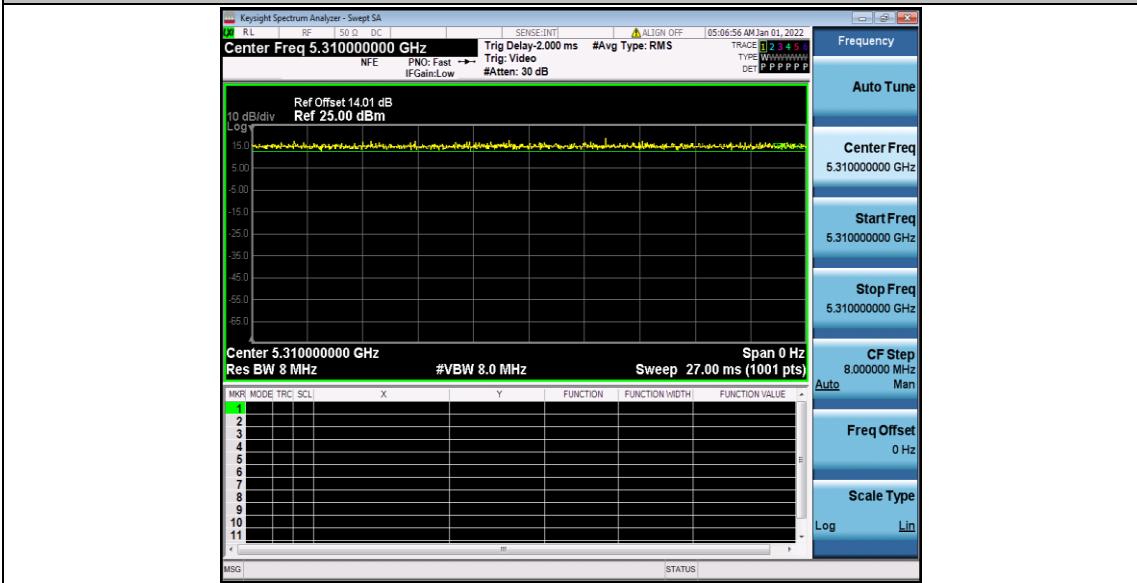 Keysight Spectrum Analyzer - Swept SA
RL RF 50 Ω DC SENSE:INT ALIGN OFF 05:06:56 AM Jan 01, 2022
Center Freq 5.310000000 GHz
NFE PNO: Fast IFGain:Low
Trig Delay-2.000 ms #Avg Type: RMS
Trig: Video
#Atten: 30 dB
TRACE 1 2 3 4 5 6
TYPE WWWWWW
DET P P P P P P
Ref Offset 14.01 dB
10 dB/div Ref 25.00 dBm
Log
15.0
5.00
-5.00
-15.0
-25.0
-35.0
-45.0
-55.0
-65.0
Center 5.310000000 GHz Span 0 Hz
Res BW 8 MHz #VBW 8.0 MHz Sweep 27.00 ms (1001 pts)
MKR MODE TRC SCL X Y FUNCTION FUNCTION WIDTH FUNCTION VALUE
1
2
3
4
5
6
7
8
9
10
11
MSG STATUS
Frequency
Auto Tune
Center Freq
5.310000000 GHz
Start Freq
5.310000000 GHz
Stop Freq
5.310000000 GHz
CF Step
8.000000 MHz
Auto Man
Freq Offset
0 Hz
Scale Type
Log Lin